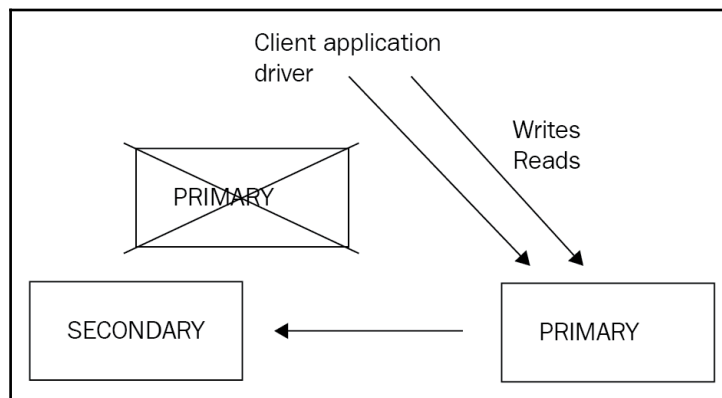 Client application
driver
Writes
Reads
PRIMARY
SECONDARY
PRIMARY